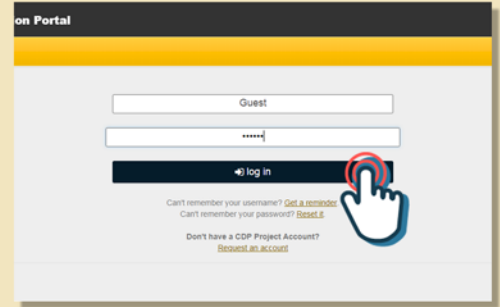 on Portal
Guest
••••••
log in
Can't remember your username? Get a reminder.
Can't remember your password? Reset it.
Don't have a CDP Project Account?
Request an account